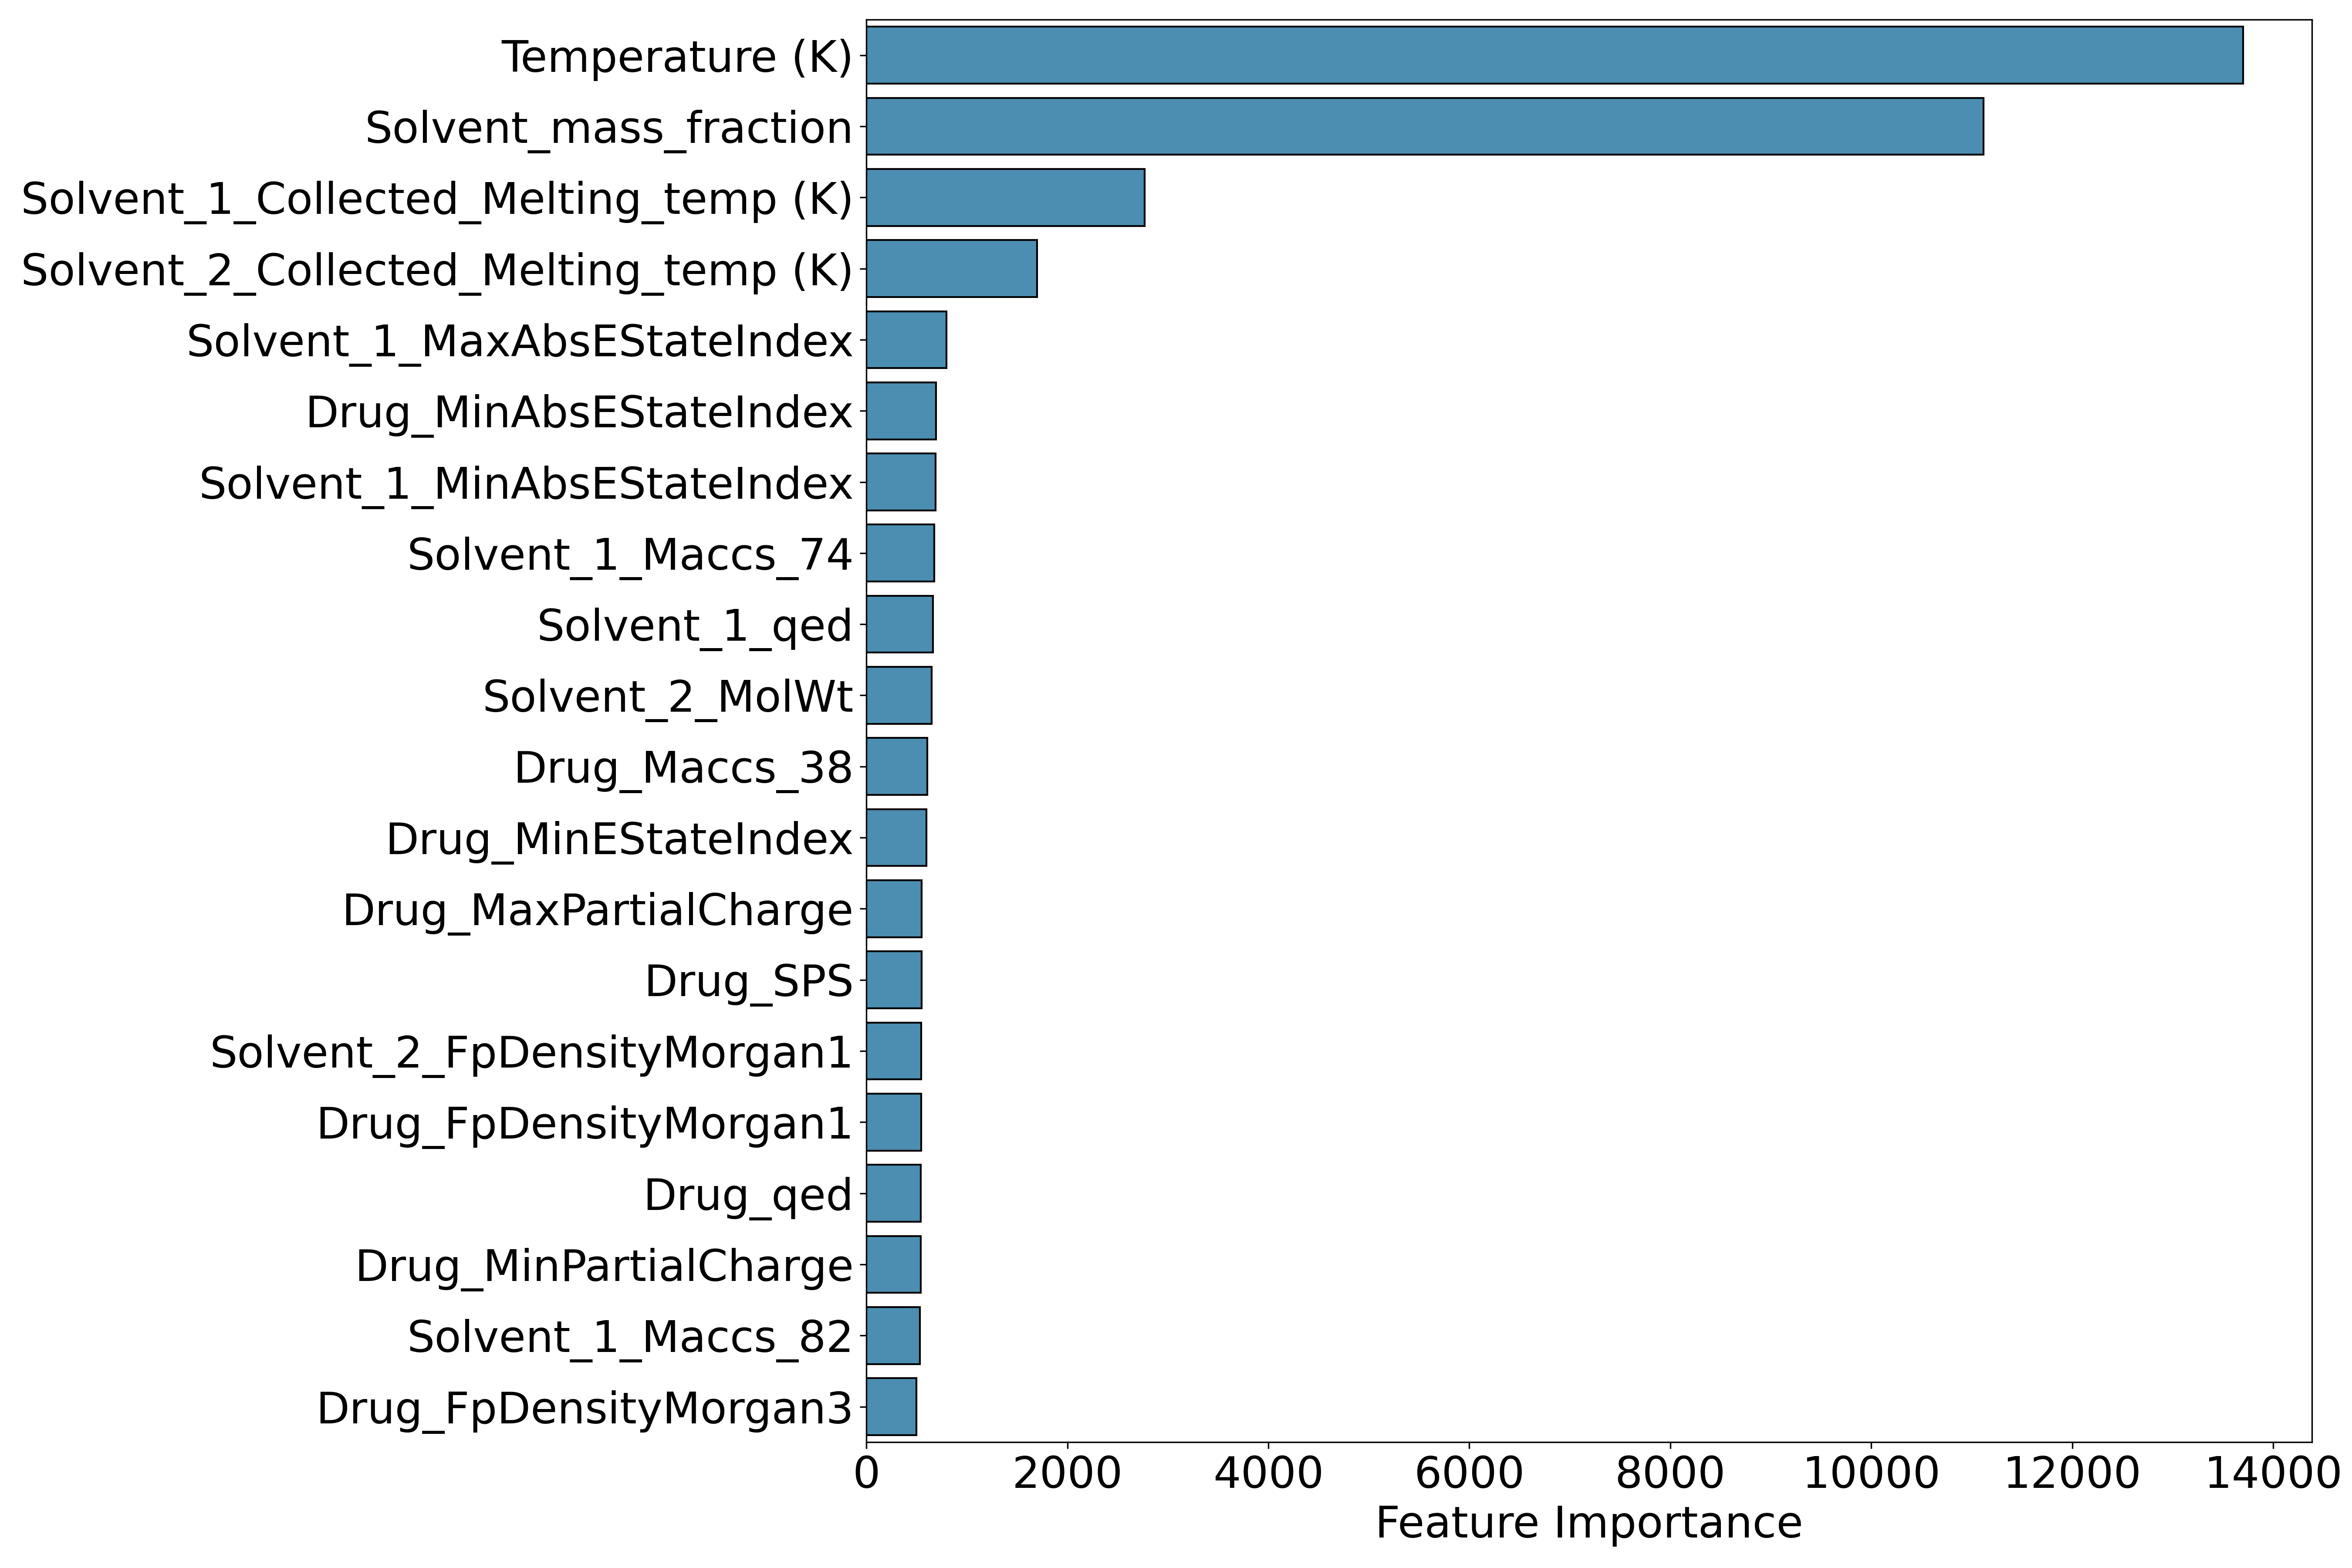 Temperature (K)
Solvent_mass_fraction
Solvent_1_Collected_Melting_temp (K)
Solvent_2_Collected_Melting_temp (K)
Solvent_1_MaxAbsEStateIndex
Drug_MinAbsEStateIndex
Solvent_1_MinAbsEStateIndex
Solvent_1_Maccs_74
Solvent_1_qed
Solvent_2_MolWt
Drug_Maccs_38
Drug_MinEStateIndex
Drug_MaxPartialCharge
Drug_SPS
Solvent_2_FpDensityMorgan1
Drug_FpDensityMorgan1
Drug_qed
Drug_MinPartialCharge
Solvent_1_Maccs_82
Drug_FpDensityMorgan3
0 2000 4000 6000 8000 10000 12000 14000
Feature Importance